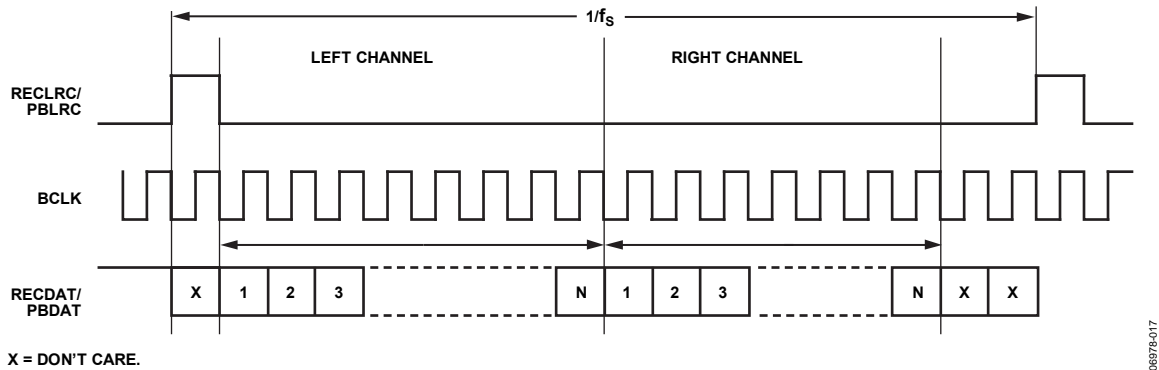 1/fS
LEFT CHANNEL
RIGHT CHANNEL
RECLRC/
PBLRC
BCLK
RECDAT/
PBDAT
X 1 2 3 N 1 2 3 N X X
X = DON'T CARE.
06978-017